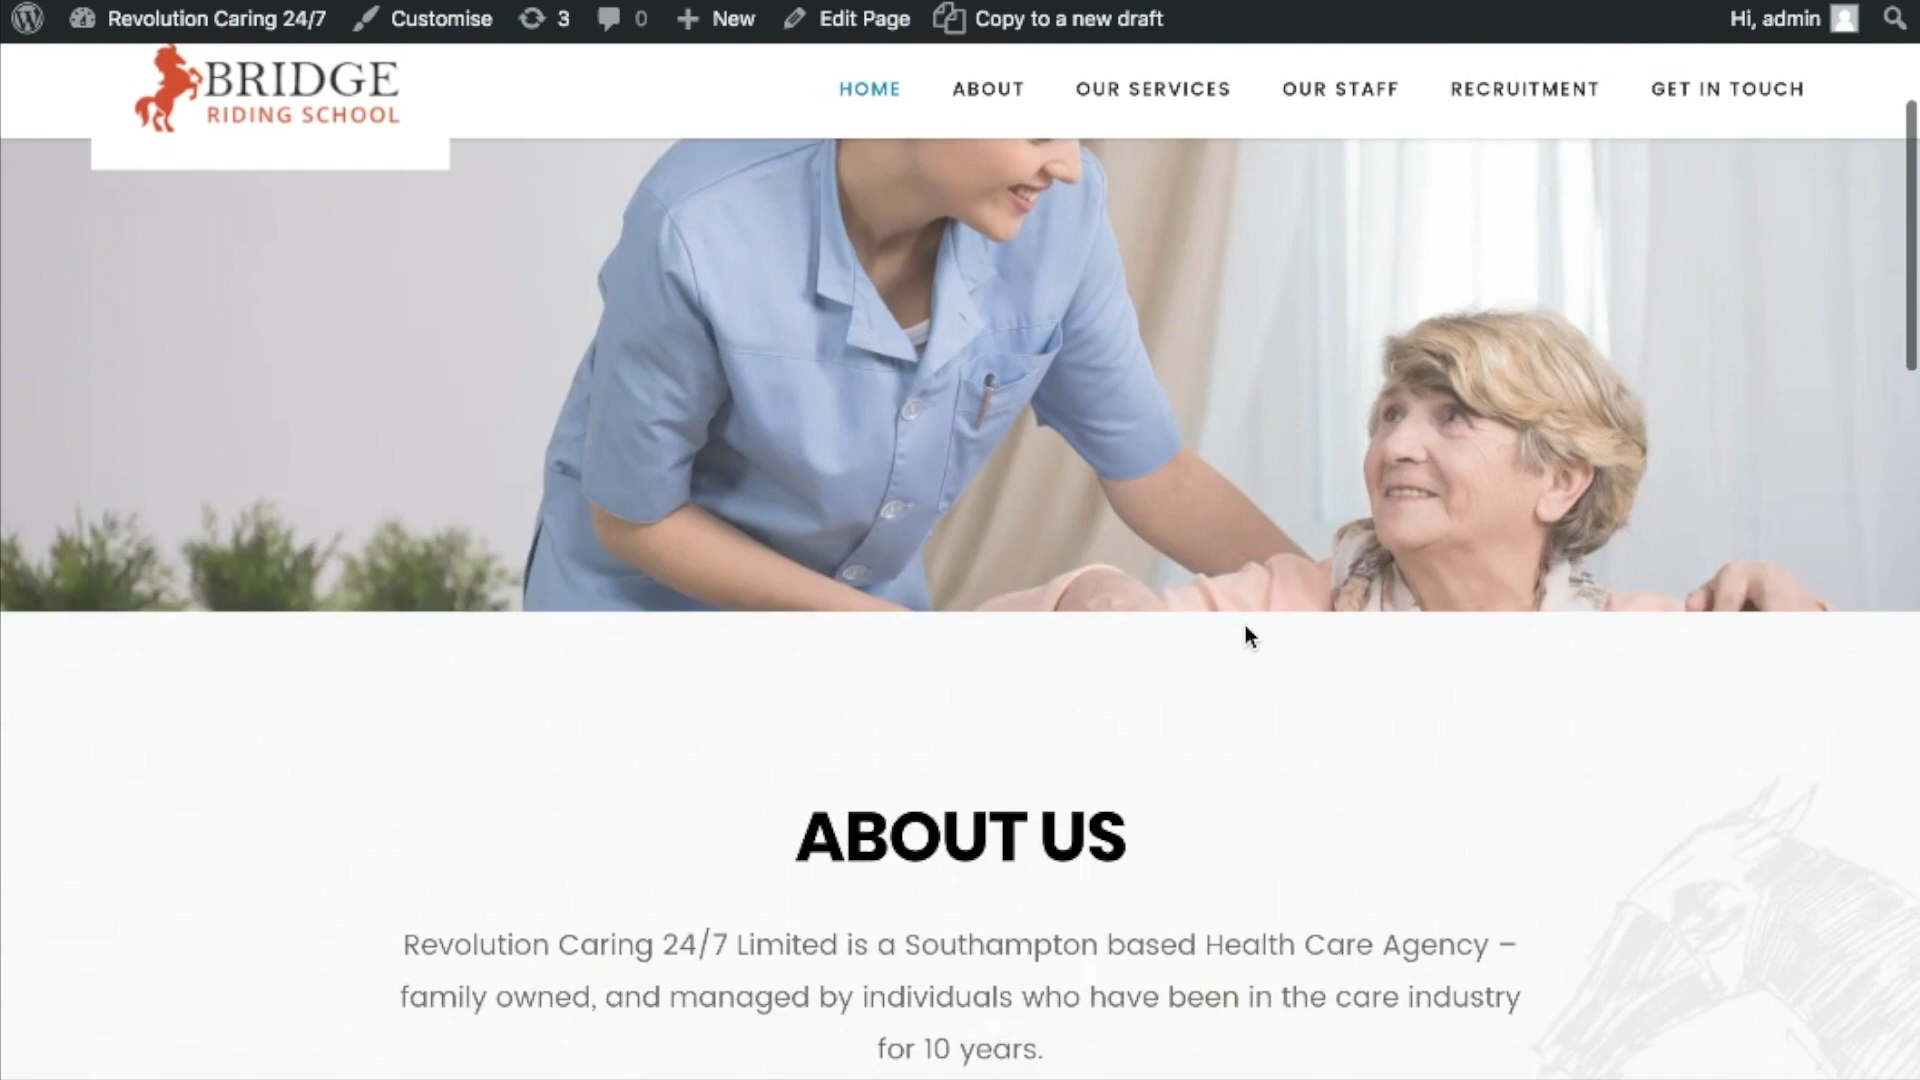 Revolution Caring 24/7 Customise 3 0 New Edit Page Copy to a new draft Hi, admin
BRIDGE
RIDING SCHOOL
HOME ABOUT OUR SERVICES OUR STAFF RECRUITMENT GET IN TOUCH
ABOUT US
Revolution Caring 24/7 Limited is a Southampton based Health Care Agency –
family owned, and managed by individuals who have been in the care industry
for 10 years.